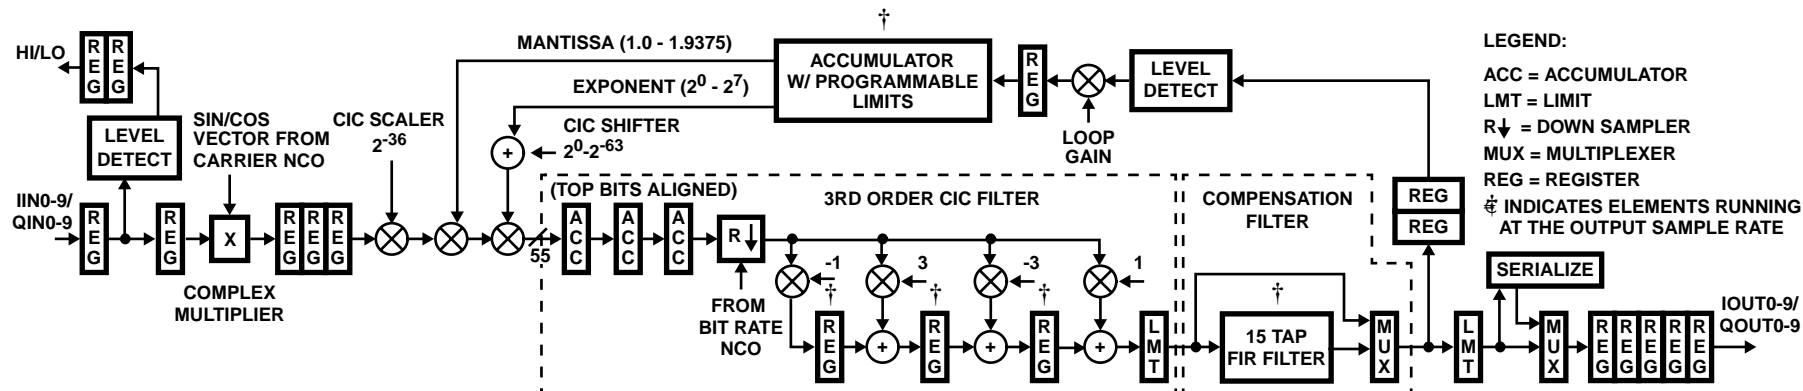 HI/LO
REG
REG
LEVEL
DETECT
SIN/COS
VECTOR FROM
CARRIER NCO
IIN0-9/
QIN0-9
REG
REG
X
COMPLEX
MULTIPLIER
REG
REG
REG
CIC SCALER
2-36
MANTISSA (1.0 - 1.9375)
EXPONENT (2⁰ - 2⁷)
+
CIC SHIFTER
2⁰-2⁻⁶³
†
ACCUMULATOR
W/ PROGRAMMABLE
LIMITS
REG
LOOP
GAIN
LEVEL
DETECT
55
(TOP BITS ALIGNED)
3RD ORDER CIC FILTER
ACC
ACC
ACC
R↓
FROM
BIT RATE
NCO
-1
3
-3
1
†
†
†
REG
+
REG
+
REG
+
LMT
COMPENSATION
FILTER
†
15 TAP
FIR FILTER
MUX
REG
REG
LMT
SERIALIZE
MUX
REG
REG
REG
REG
REG
IOUT0-9/
QOUT0-9
LEGEND:
ACC = ACCUMULATOR
LMT = LIMIT
R↓ = DOWN SAMPLER
MUX = MULTIPLEXER
REG = REGISTER
† INDICATES ELEMENTS RUNNING
AT THE OUTPUT SAMPLE RATE